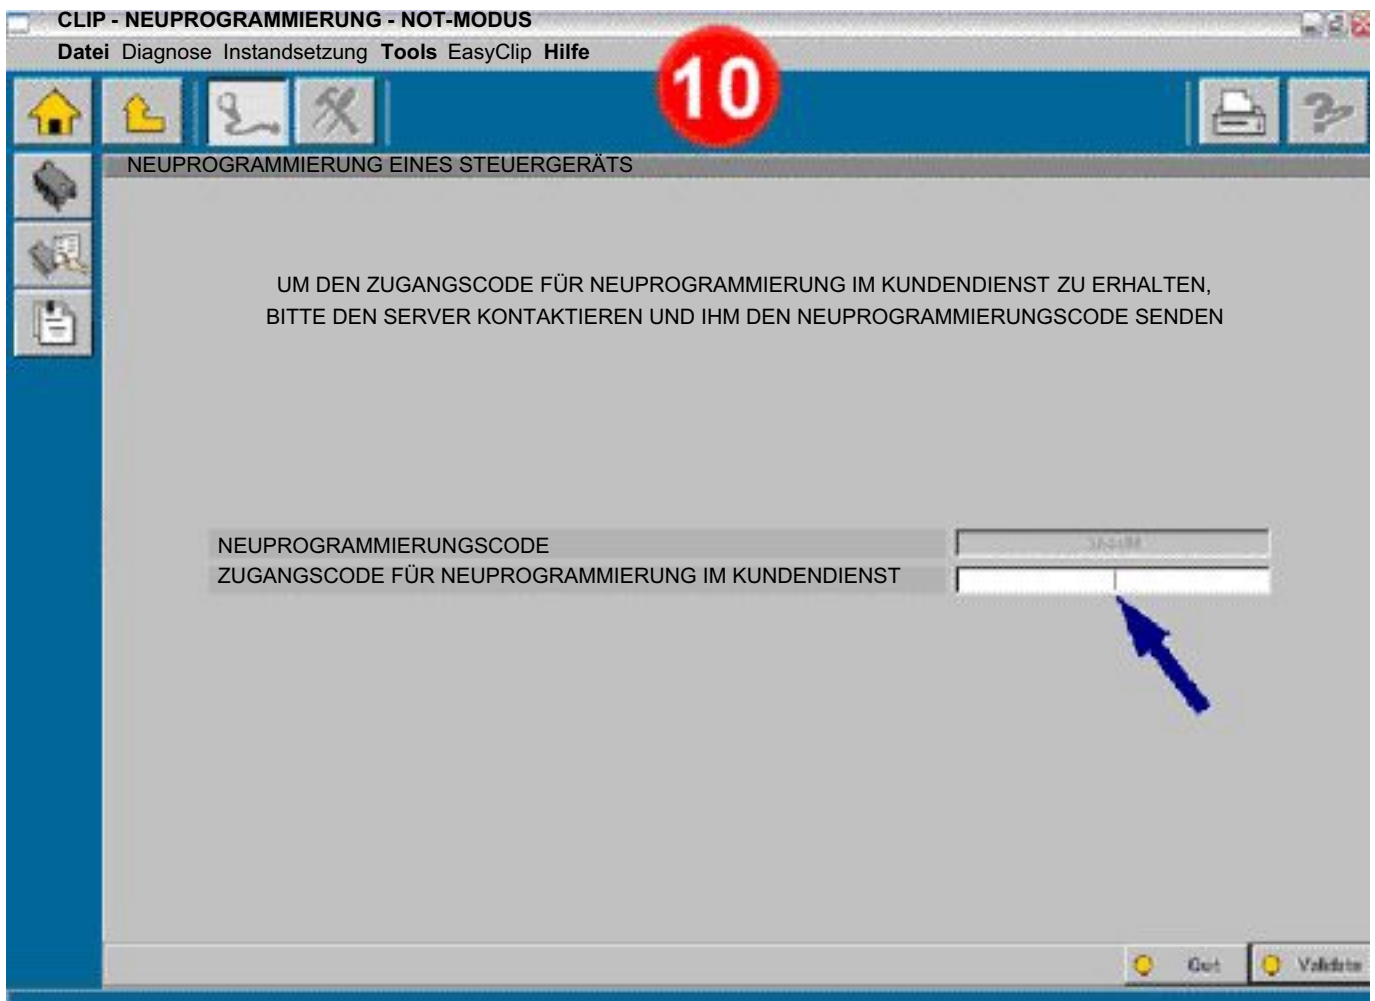 CLIP - NEUPROGRAMMIERUNG - NOT-MODUS
Datei Diagnose Instandsetzung Tools EasyClip Hilfe
10
NEUPROGRAMMIERUNG EINES STEUERGERÄTS
UM DEN ZUGANGSCODE FÜR NEUPROGRAMMIERUNG IM KUNDENDIENST ZU ERHALTEN,
BITTE DEN SERVER KONTAKTIEREN UND IHM DEN NEUPROGRAMMIERUNGSCODE SENDEN
NEUPROGRAMMIERUNGSCODE
ZUGANGSCODE FÜR NEUPROGRAMMIERUNG IM KUNDENDIENST
Validate